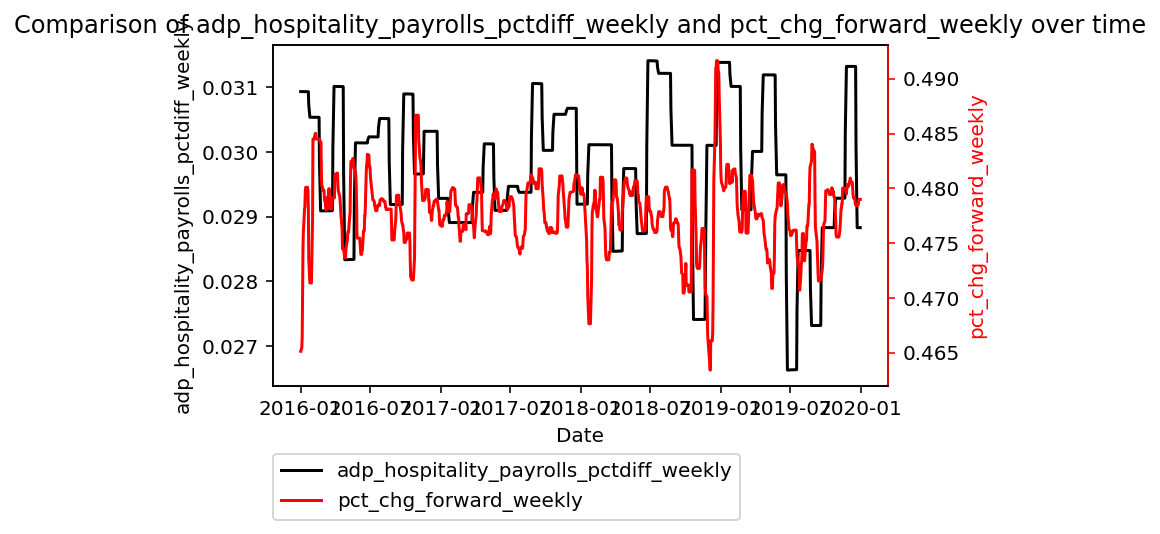 Comparison of adp_hospitality_payrolls_pctdiff_weekly and pct_chg_forward_weekly over time
adp_hospitality_payrolls_pctdiff_weekly
0.031
0.030
0.029
0.028
0.027
0.490
0.485
0.480
0.475
0.470
0.465
pct_chg_forward_weekly
2016-01 2016-07 2017-01 2017-07 2018-01 2018-07 2019-01 2019-07 2020-01
Date
adp_hospitality_payrolls_pctdiff_weekly
pct_chg_forward_weekly